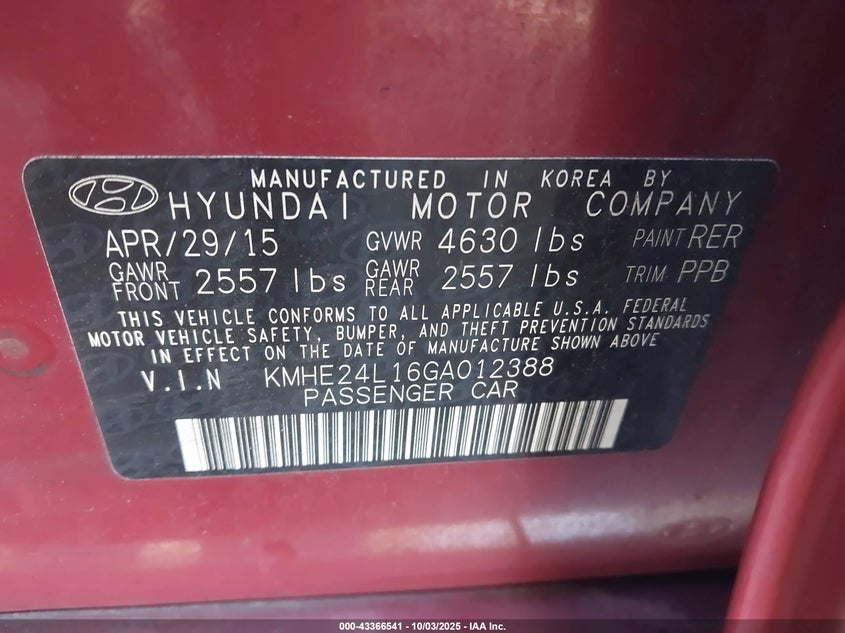 MANUFACTURED IN KOREA BY
HYUNDAI MOTOR COMPANY
APR/29/15 GVWR 4630 lbs PAINT RER
GAWR FRONT 2557 lbs GAWR REAR 2557 lbs TRIM PPB
THIS VEHICLE CONFORMS TO ALL APPLICABLE U.S.A. FEDERAL
MOTOR VEHICLE SAFETY, BUMPER, AND THEFT PREVENTION STANDARDS
IN EFFECT ON THE DATE OF MANUFACTURE SHOWN ABOVE
V.I.N KMHE24L16GA012388
PASSENGER CAR
000-43366541 - 10/03/2025 - IAA Inc.